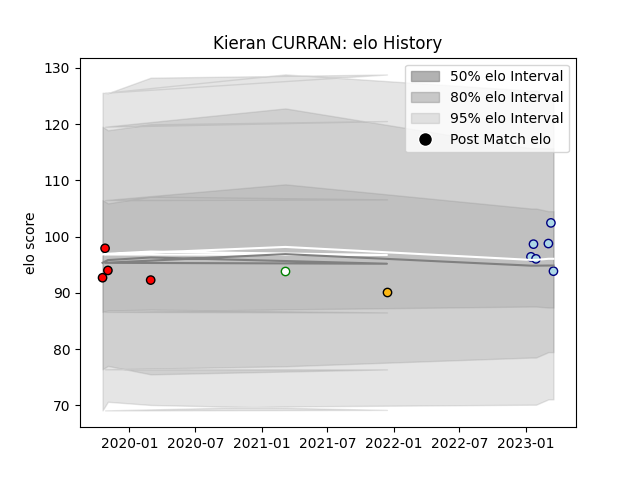 Kieran CURRAN: elo History
130
120
110
100
90
80
70
elo score
50% elo Interval
80% elo Interval
95% elo Interval
Post Match elo
2020-01
2020-07
2021-01
2021-07
2022-01
2022-07
2023-01